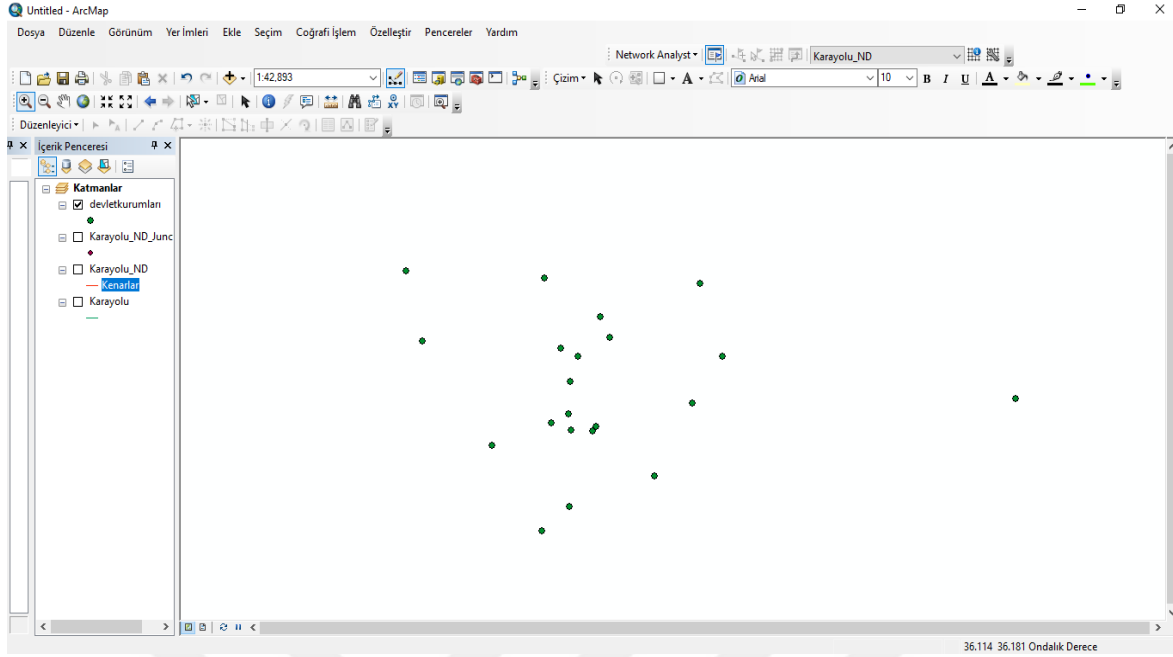 Untitled - ArcMap
Dosya Düzenle Görünüm Yer İmleri Ekle Seçim Coğrafi İşlem Özelleştir Pencereler Yardım
Network Analyst Karayolu_ND
1:42,893 Çizim A Arial 10 B I U A
Düzenleyici
İçerik Penceresi
Katmanlar
devletkurumları
Karayolu_ND_Junc
Karayolu_ND
Kenarlar
Karayolu
36.114 36.181 Ondalık Derece